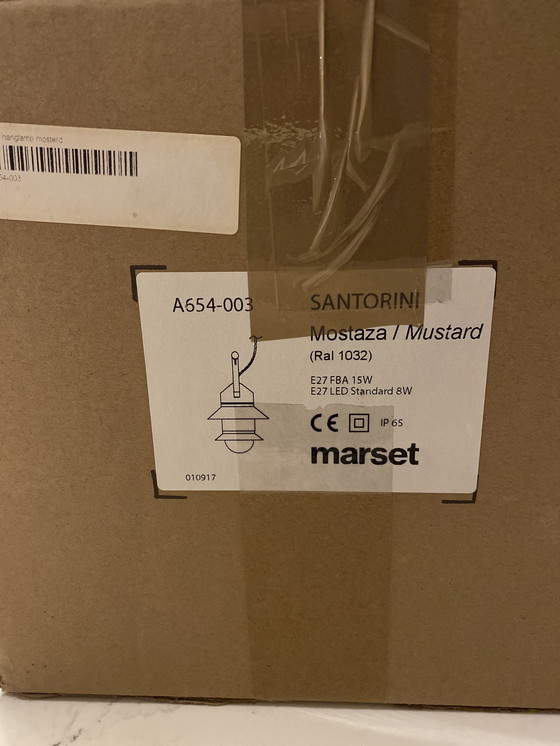 hanglamp mosterd
54-003
A654-003
SANTORINI
Mostaza / Mustard
(Ral 1032)
E27 FBA 15W
E27 LED Standard 8W
CE IP 65
marset
010917